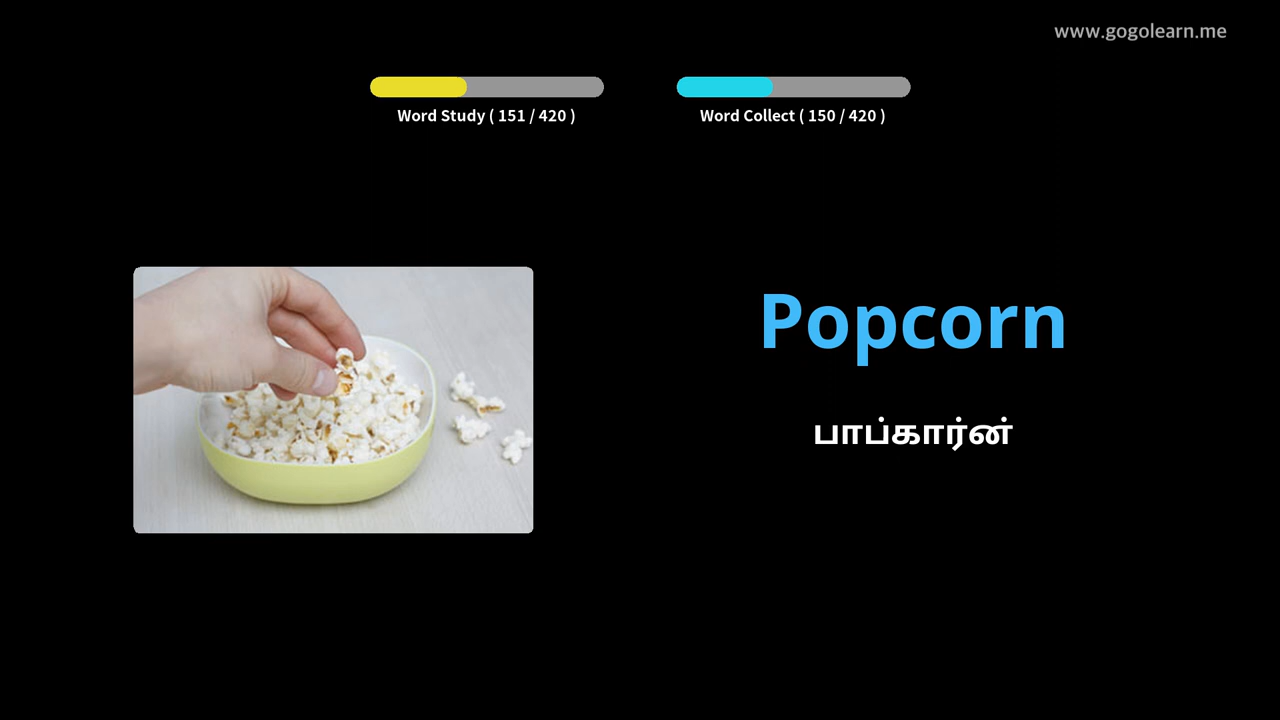 www.gogolearn.me
Word Study ( 151 / 420 )
Word Collect ( 150 / 420 )
Popcorn
பாப்கார்ன்